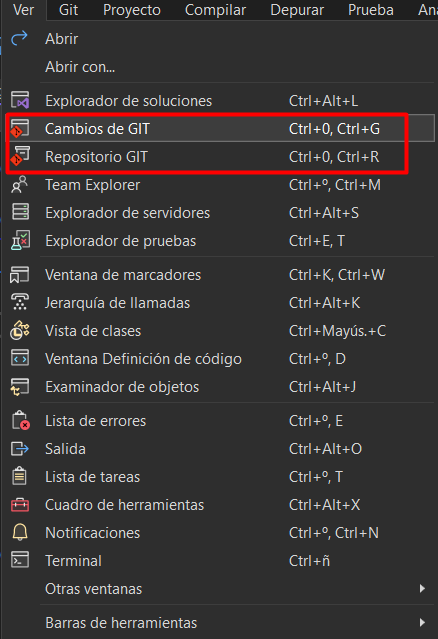 Ver Git Proyecto Compilar Depurar Prueba Ana
Abrir
Abrir con...
Explorador de soluciones Ctrl+Alt+L
Cambios de GIT Ctrl+0, Ctrl+G
Repositorio GIT Ctrl+0, Ctrl+R
Team Explorer Ctrl+º, Ctrl+M
Explorador de servidores Ctrl+Alt+S
Explorador de pruebas Ctrl+E, T
Ventana de marcadores Ctrl+K, Ctrl+W
Jerarquía de llamadas Ctrl+Alt+K
Vista de clases Ctrl+Mayús.+C
Ventana Definición de código Ctrl+º, D
Examinador de objetos Ctrl+Alt+J
Lista de errores Ctrl+º, E
Salida Ctrl+Alt+O
Lista de tareas Ctrl+º, T
Cuadro de herramientas Ctrl+Alt+X
Notificaciones Ctrl+º, Ctrl+N
Terminal Ctrl+ñ
Otras ventanas
Barras de herramientas